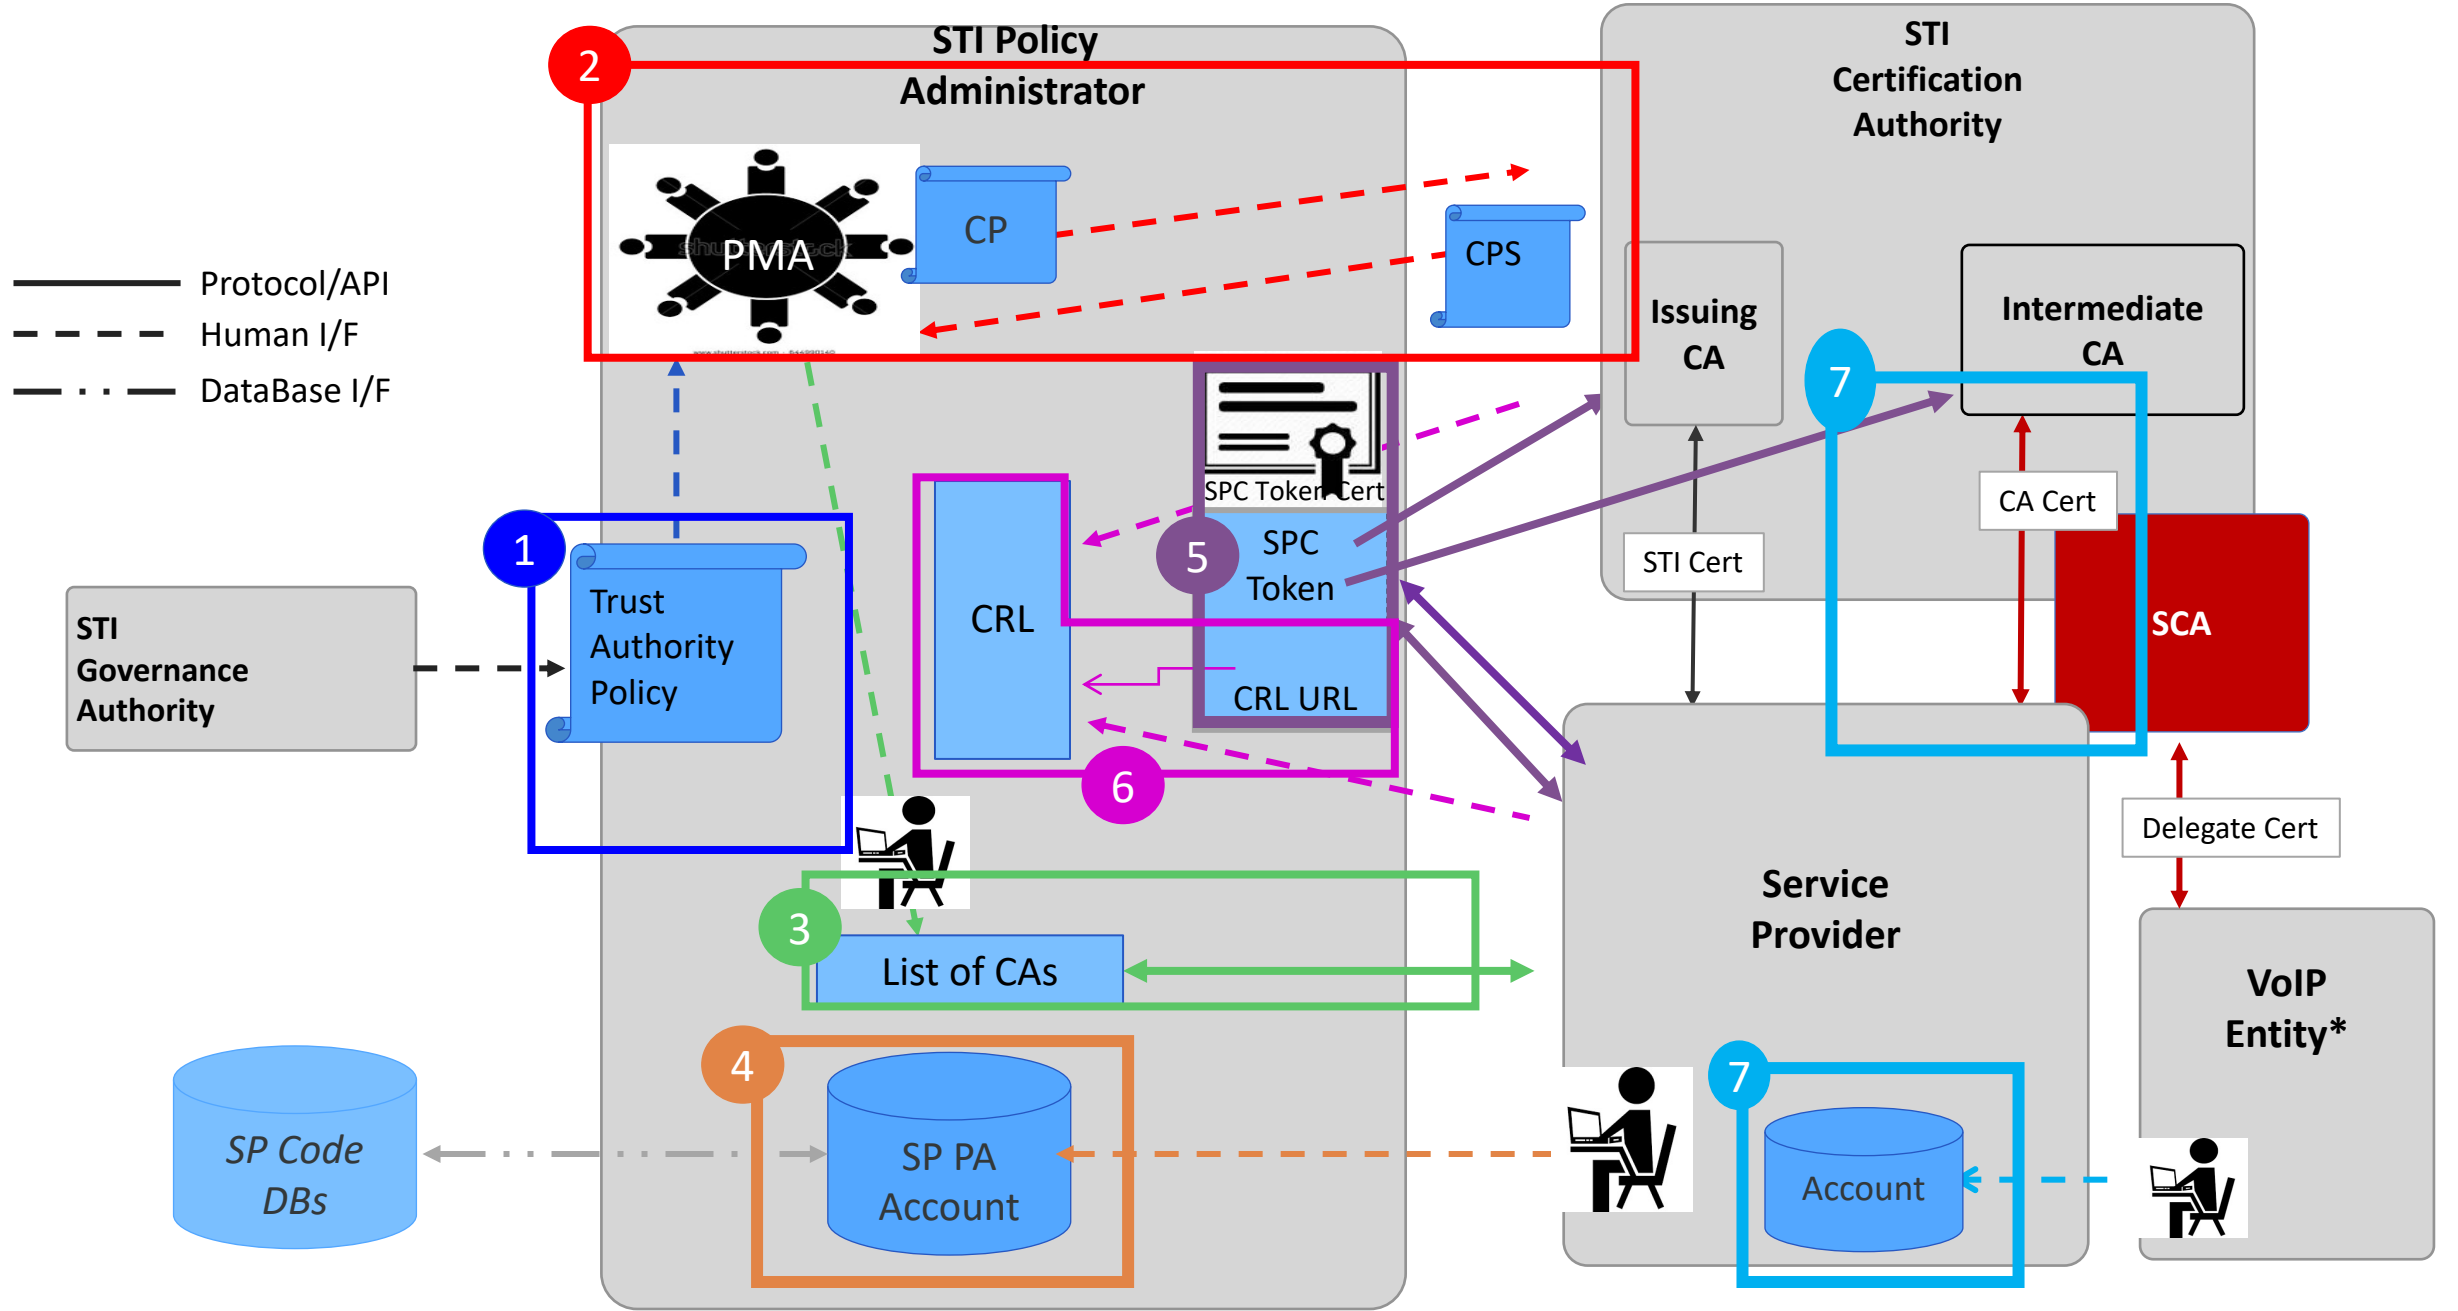 STI Policy
Administrator
STI
Certification
Authority
2
PMA
shutterstock
CP
CPS
Protocol/API
Human I/F
DataBase I/F
Issuing
CA
Intermediate
CA
7
SPC Token Cert
CA Cert
1
5
SPC
Token
STI Cert
Trust
Authority
Policy
CRL
SCA
STI
Governance
Authority
CRL URL
6
Delegate Cert
Service
Provider
3
List of CAs
VoIP
Entity*
4
7
SP Code
DBs
SP PA
Account
Account